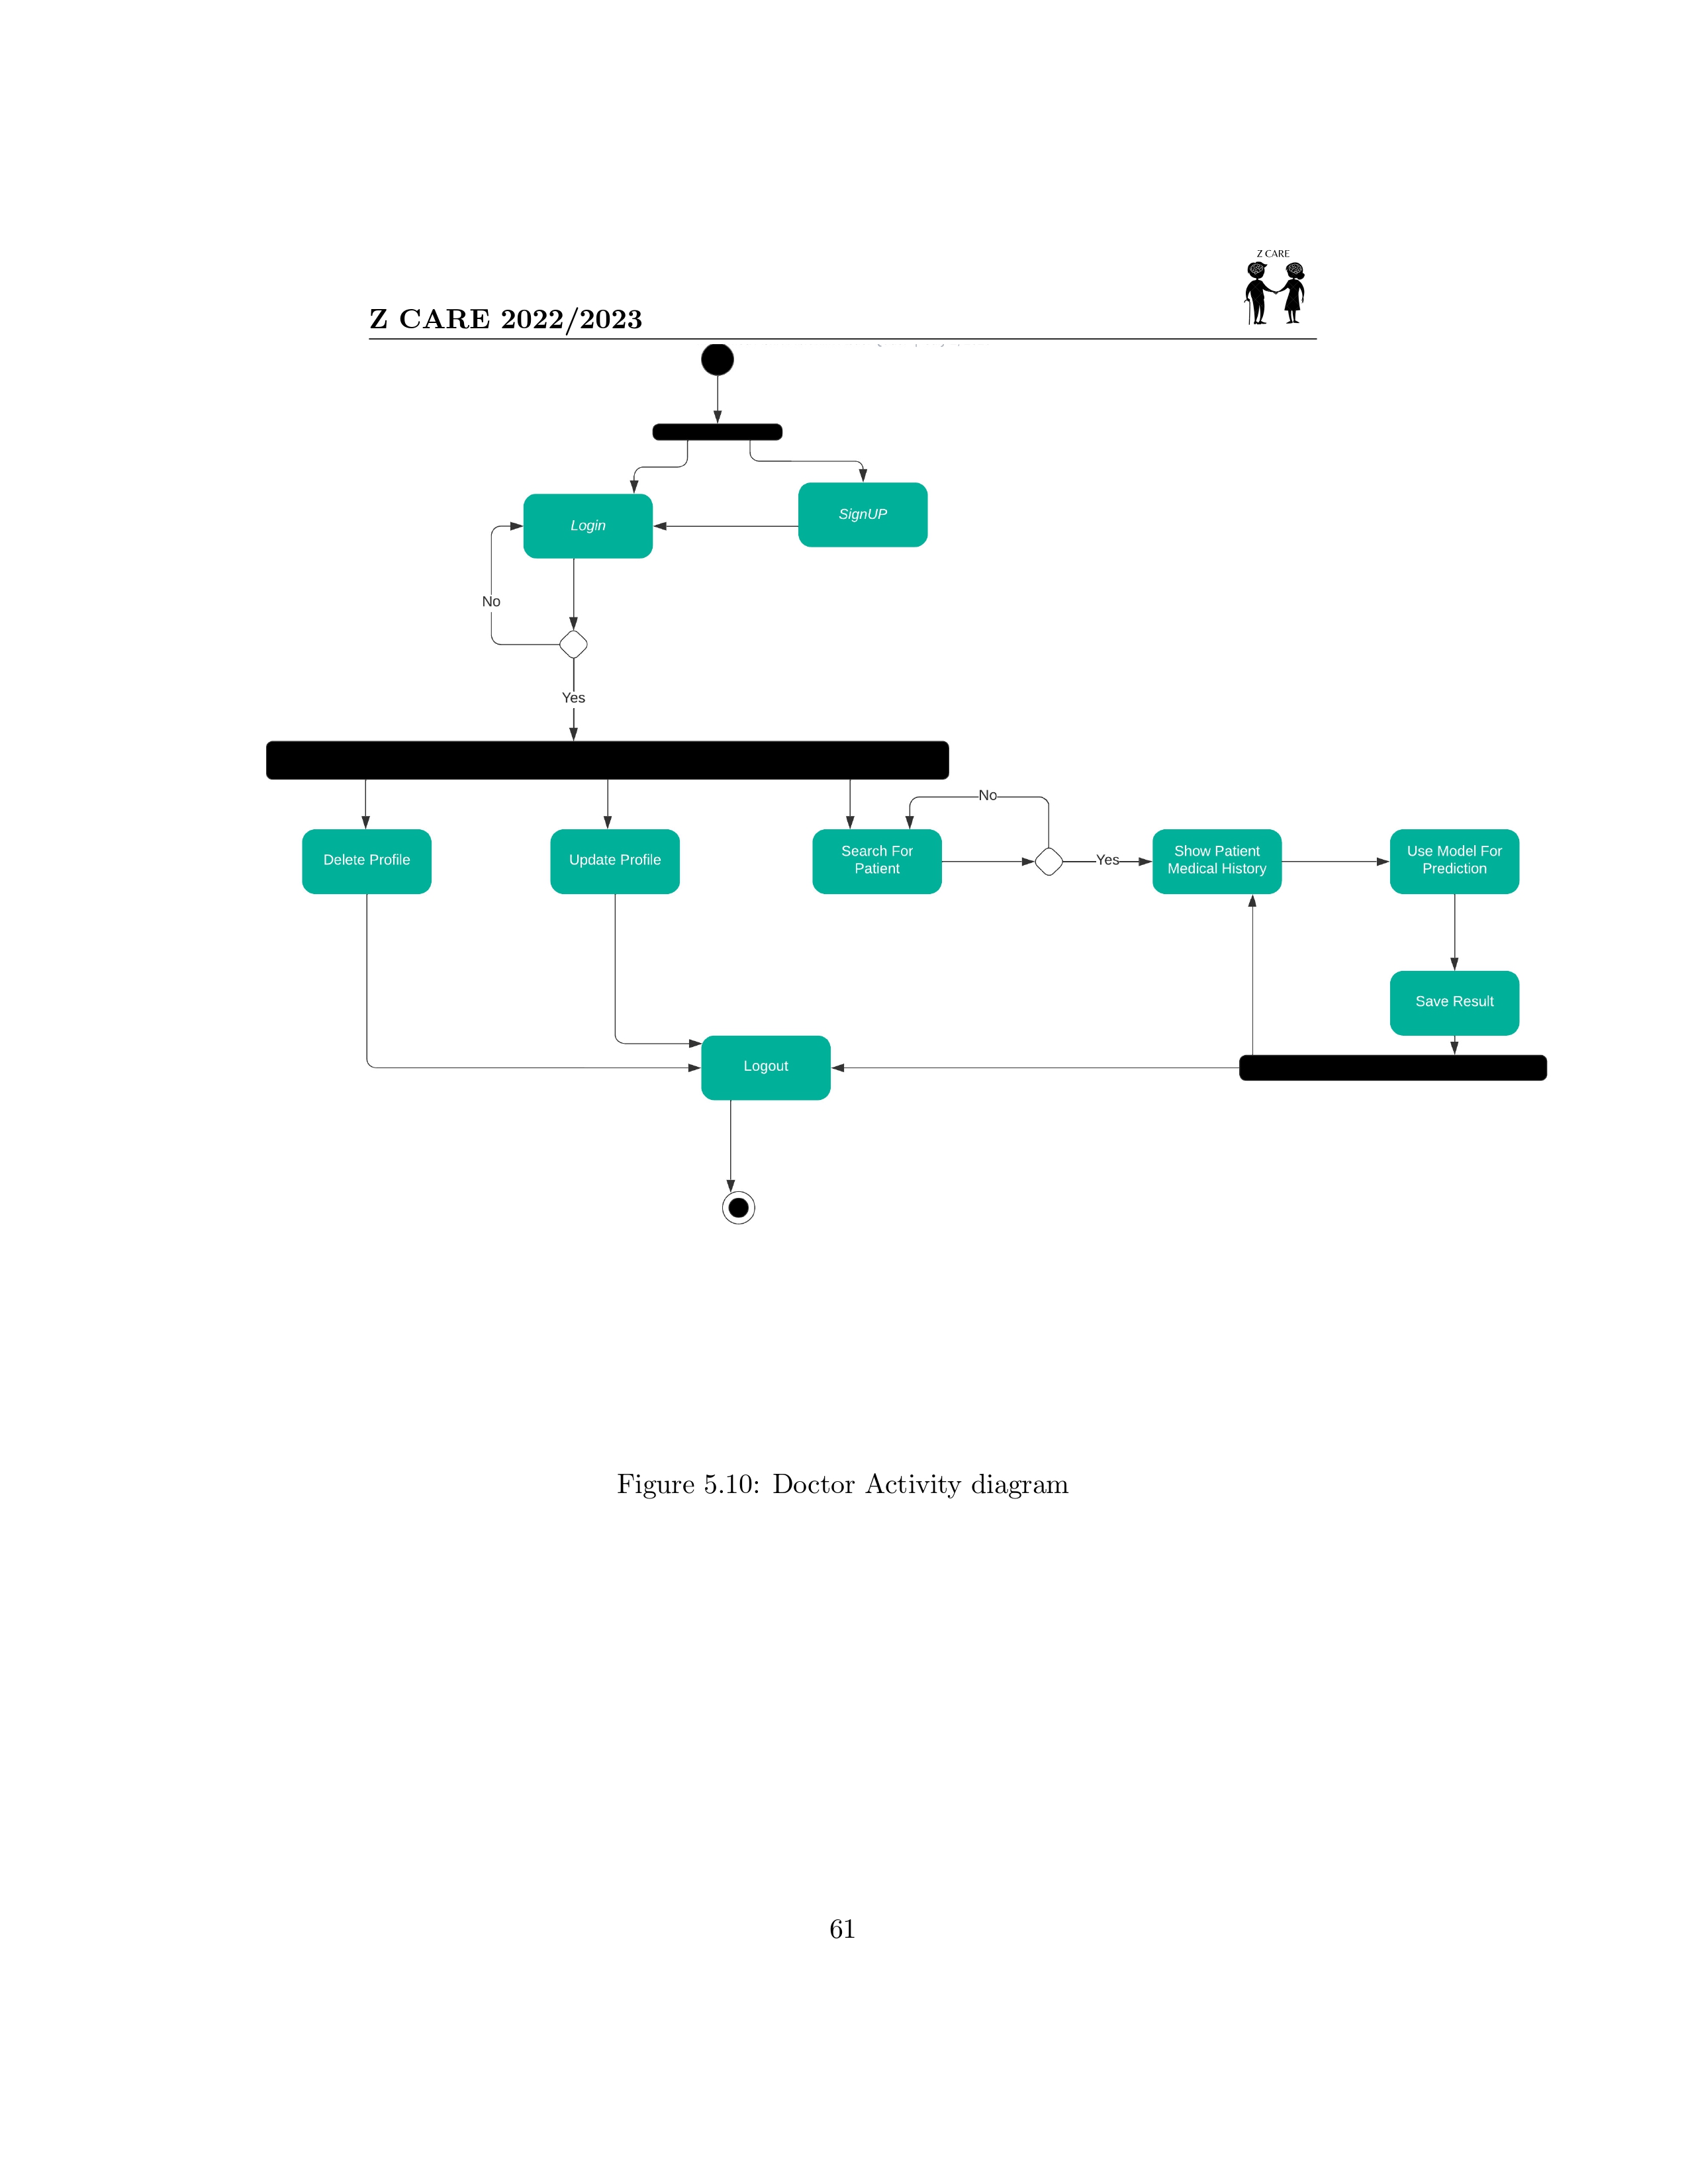 Z CARE
Z CARE 2022/2023
Login
SignUP
No
Yes
No
Delete Profile
Update Profile
Search For
Patient
Yes
Show Patient
Medical History
Use Model For
Prediction
Save Result
Logout
Figure 5.10: Doctor Activity diagram
61